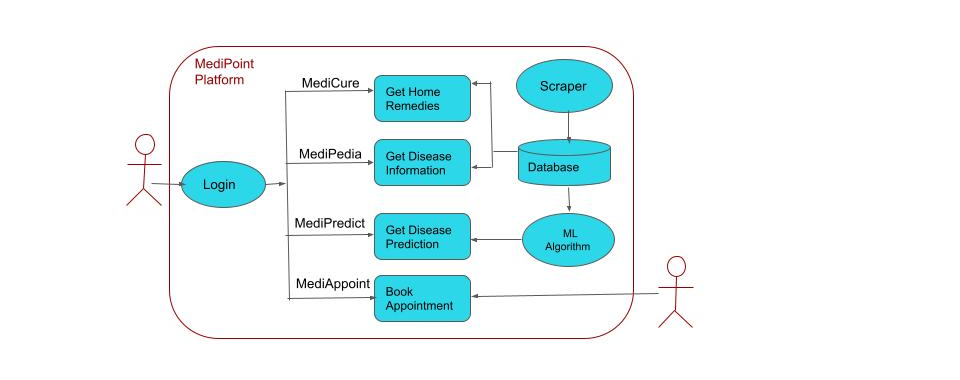 MediPoint
Platform
MediCure
Get Home
Remedies
Scraper
MediPedia
Get Disease
Information
Database
Login
MediPredict
Get Disease
Prediction
ML
Algorithm
MediAppoint
Book
Appointment